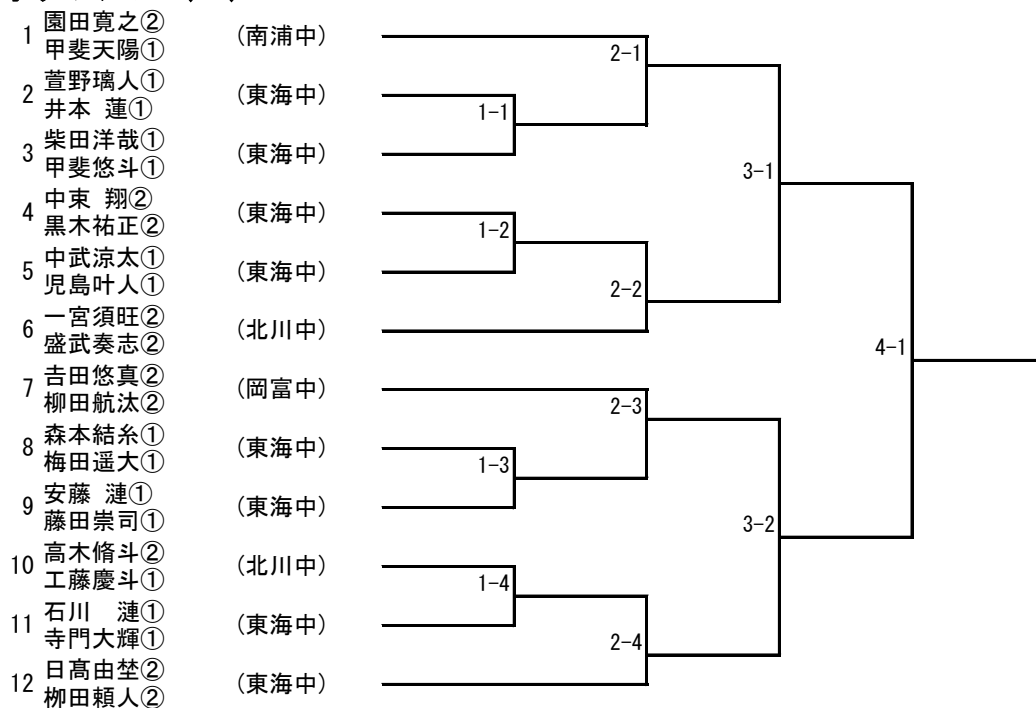 園田寛之②
1 (南浦中)
甲斐天陽①
2-1
萱野璃人①
2 (東海中)
井本 蓮①
1-1
柴田洋哉①
3 (東海中)
甲斐悠斗①
3-1
中東 翔②
4 (東海中)
黒木祐正②
1-2
中武涼太①
5 (東海中)
児島叶人①
2-2
一宮須旺②
6 (北川中)
盛武奏志②
4-1
吉田悠真②
7 (岡富中)
柳田航汰②
2-3
森本結糸①
8 (東海中)
梅田遥大①
1-3
安藤 漣①
9 (東海中)
藤田崇司①
3-2
高木脩斗②
10 (北川中)
工藤慶斗①
1-4
石川 漣①
11 (東海中)
寺門大輝①
2-4
日髙由埜②
12 (東海中)
栁田頼人②